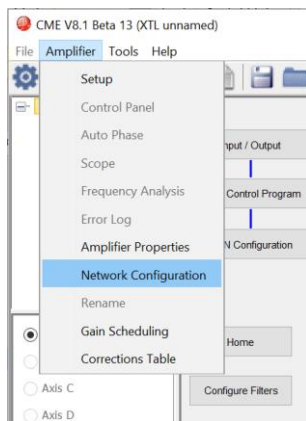 CME V8.1 Beta 13 (XTL unnamed)
File Amplifier Tools Help
Setup
Control Panel
Auto Phase
Scope
Frequency Analysis
Error Log
Amplifier Properties
Network Configuration
Rename
Gain Scheduling
Corrections Table
nput / Output
Control Program
N Configuration
Home
Axis C
Configure Filters
Axis D